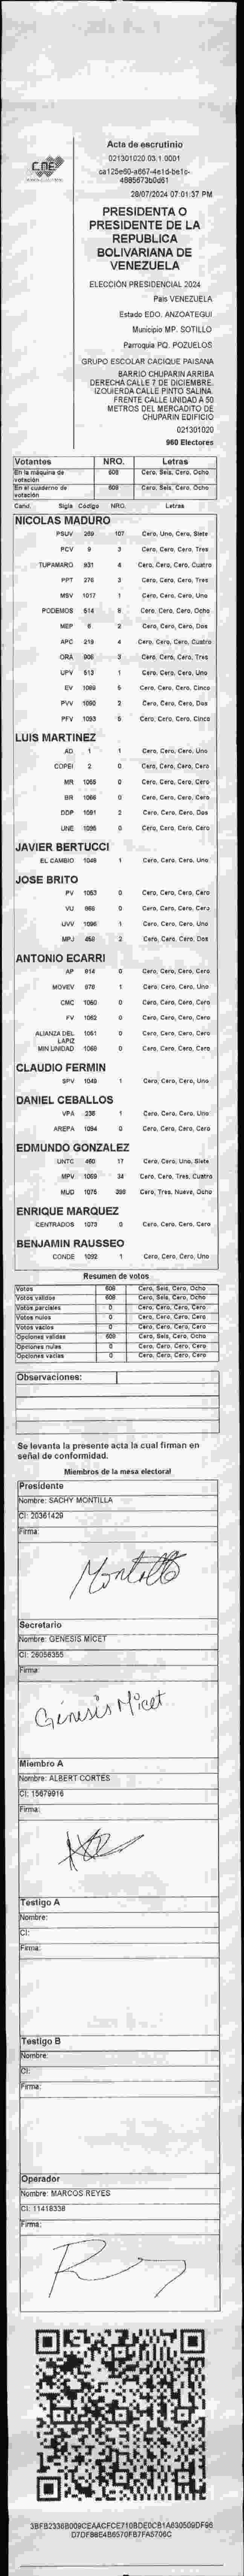 Acta de escrutinio
021301020.03.1.0001
ca125e50-a667-4e1d-be1c-
4885673b0d61
28/07/2024 07:01:37 PM
PRESIDENTA O
PRESIDENTE DE LA
REPUBLICA
BOLIVARIANA DE
VENEZUELA
ELECCIÓN PRESIDENCIAL 2024
País VENEZUELA
Estado EDO. ANZOATEGUI
Municipio MP. SOTILLO
Parroquia PQ. POZUELOS
GRUPO ESCOLAR CACIQUE PAISANA
BARRIO CHUPARIN ARRIBA
DERECHA CALLE 7 DE DICIEMBRE.
IZQUIERDA CALLE PINTO SALINA.
FRENTE CALLE UNIDAD A 50
METROS DEL MERCADITO DE
CHUPARIN EDIFICIO
021301020
960 Electores
Votantes NRO. Letras
En la máquina de votación 608 Cero, Seis, Cero, Ocho
En el cuaderno de votación 608 Cero, Seis, Cero, Ocho
Cand. Sigla Código NRO. Letras
NICOLAS MADURO
PSUV 269 107 Cero, Uno, Cero, Siete
PCV 9 3 Cero, Cero, Cero, Tres
TUPAMARO 931 4 Cero, Cero, Cero, Cuatro
PPT 276 3 Cero, Cero, Cero, Tres
MSV 1017 1 Cero, Cero, Cero, Uno
PODEMOS 514 8 Cero, Cero, Cero, Ocho
MEP 6 2 Cero, Cero, Cero, Dos
APC 219 4 Cero, Cero, Cero, Cuatro
ORA 906 3 Cero, Cero, Cero, Tres
UPV 513 1 Cero, Cero, Cero, Uno
EV 1089 5 Cero, Cero, Cero, Cinco
PVV 1090 2 Cero, Cero, Cero, Dos
PFV 1093 5 Cero, Cero, Cero, Cinco
LUIS MARTINEZ
AD 1 1 Cero, Cero, Cero, Uno
COPEI 2 0 Cero, Cero, Cero, Cero
MR 1065 0 Cero, Cero, Cero, Cero
BR 1066 0 Cero, Cero, Cero, Cero
DDP 1091 2 Cero, Cero, Cero, Dos
UNE 1095 0 Cero, Cero, Cero, Cero
JAVIER BERTUCCI
EL CAMBIO 1048 1 Cero, Cero, Cero, Uno
JOSE BRITO
PV 1053 0 Cero, Cero, Cero, Cero
VU 868 0 Cero, Cero, Cero, Cero
UVV 1096 1 Cero, Cero, Cero, Uno
MPJ 458 2 Cero, Cero, Cero, Dos
ANTONIO ECARRI
AP 814 0 Cero, Cero, Cero, Cero
MOVEV 878 1 Cero, Cero, Cero, Uno
CMC 1060 0 Cero, Cero, Cero, Cero
FV 1052 0 Cero, Cero, Cero, Cero
ALIANZA DEL LAPIZ 1051 0 Cero, Cero, Cero, Cero
MIN UNIDAD 1068 0 Cero, Cero, Cero, Cero
CLAUDIO FERMIN
SPV 1049 1 Cero, Cero, Cero, Uno
DANIEL CEBALLOS
VPA 236 1 Cero, Cero, Cero, Uno
AREPA 1094 0 Cero, Cero, Cero, Cero
EDMUNDO GONZALEZ
UNTC 460 17 Cero, Cero, Uno, Siete
MPV 1069 34 Cero, Cero, Tres, Cuatro
MUD 1075 398 Cero, Tres, Nueve, Ocho
ENRIQUE MARQUEZ
CENTRADOS 1073 0 Cero, Cero, Cero, Cero
BENJAMIN RAUSSEO
CONDE 1092 1 Cero, Cero, Cero, Uno
Resumen de votos
Votos 608 Cero, Seis, Cero, Ocho
Votos válidos 608 Cero, Seis, Cero, Ocho
Votos parciales 0 Cero, Cero, Cero, Cero
Votos nulos 0 Cero, Cero, Cero, Cero
Votos vacíos 0 Cero, Cero, Cero, Cero
Opciones validas 608 Cero, Seis, Cero, Ocho
Opciones nulas 0 Cero, Cero, Cero, Cero
Opciones vacías 0 Cero, Cero, Cero, Cero
Observaciones:
Se levanta la presente acta la cual firman en
señal de conformidad.
Miembros de la mesa electoral
Presidente
Nombre: SACHY MONTILLA
CI: 20361429
Firma:
Secretario
Nombre: GENESIS MICET
CI: 26056355
Firma:
Génesis Micet
Miembro A
Nombre: ALBERT CORTES
CI: 15679916
Firma:
Testigo A
Nombre:
CI:
Firma:
Testigo B
Nombre:
CI:
Firma:
Operador
Nombre: MARCOS REYES
CI: 11418338
Firma: